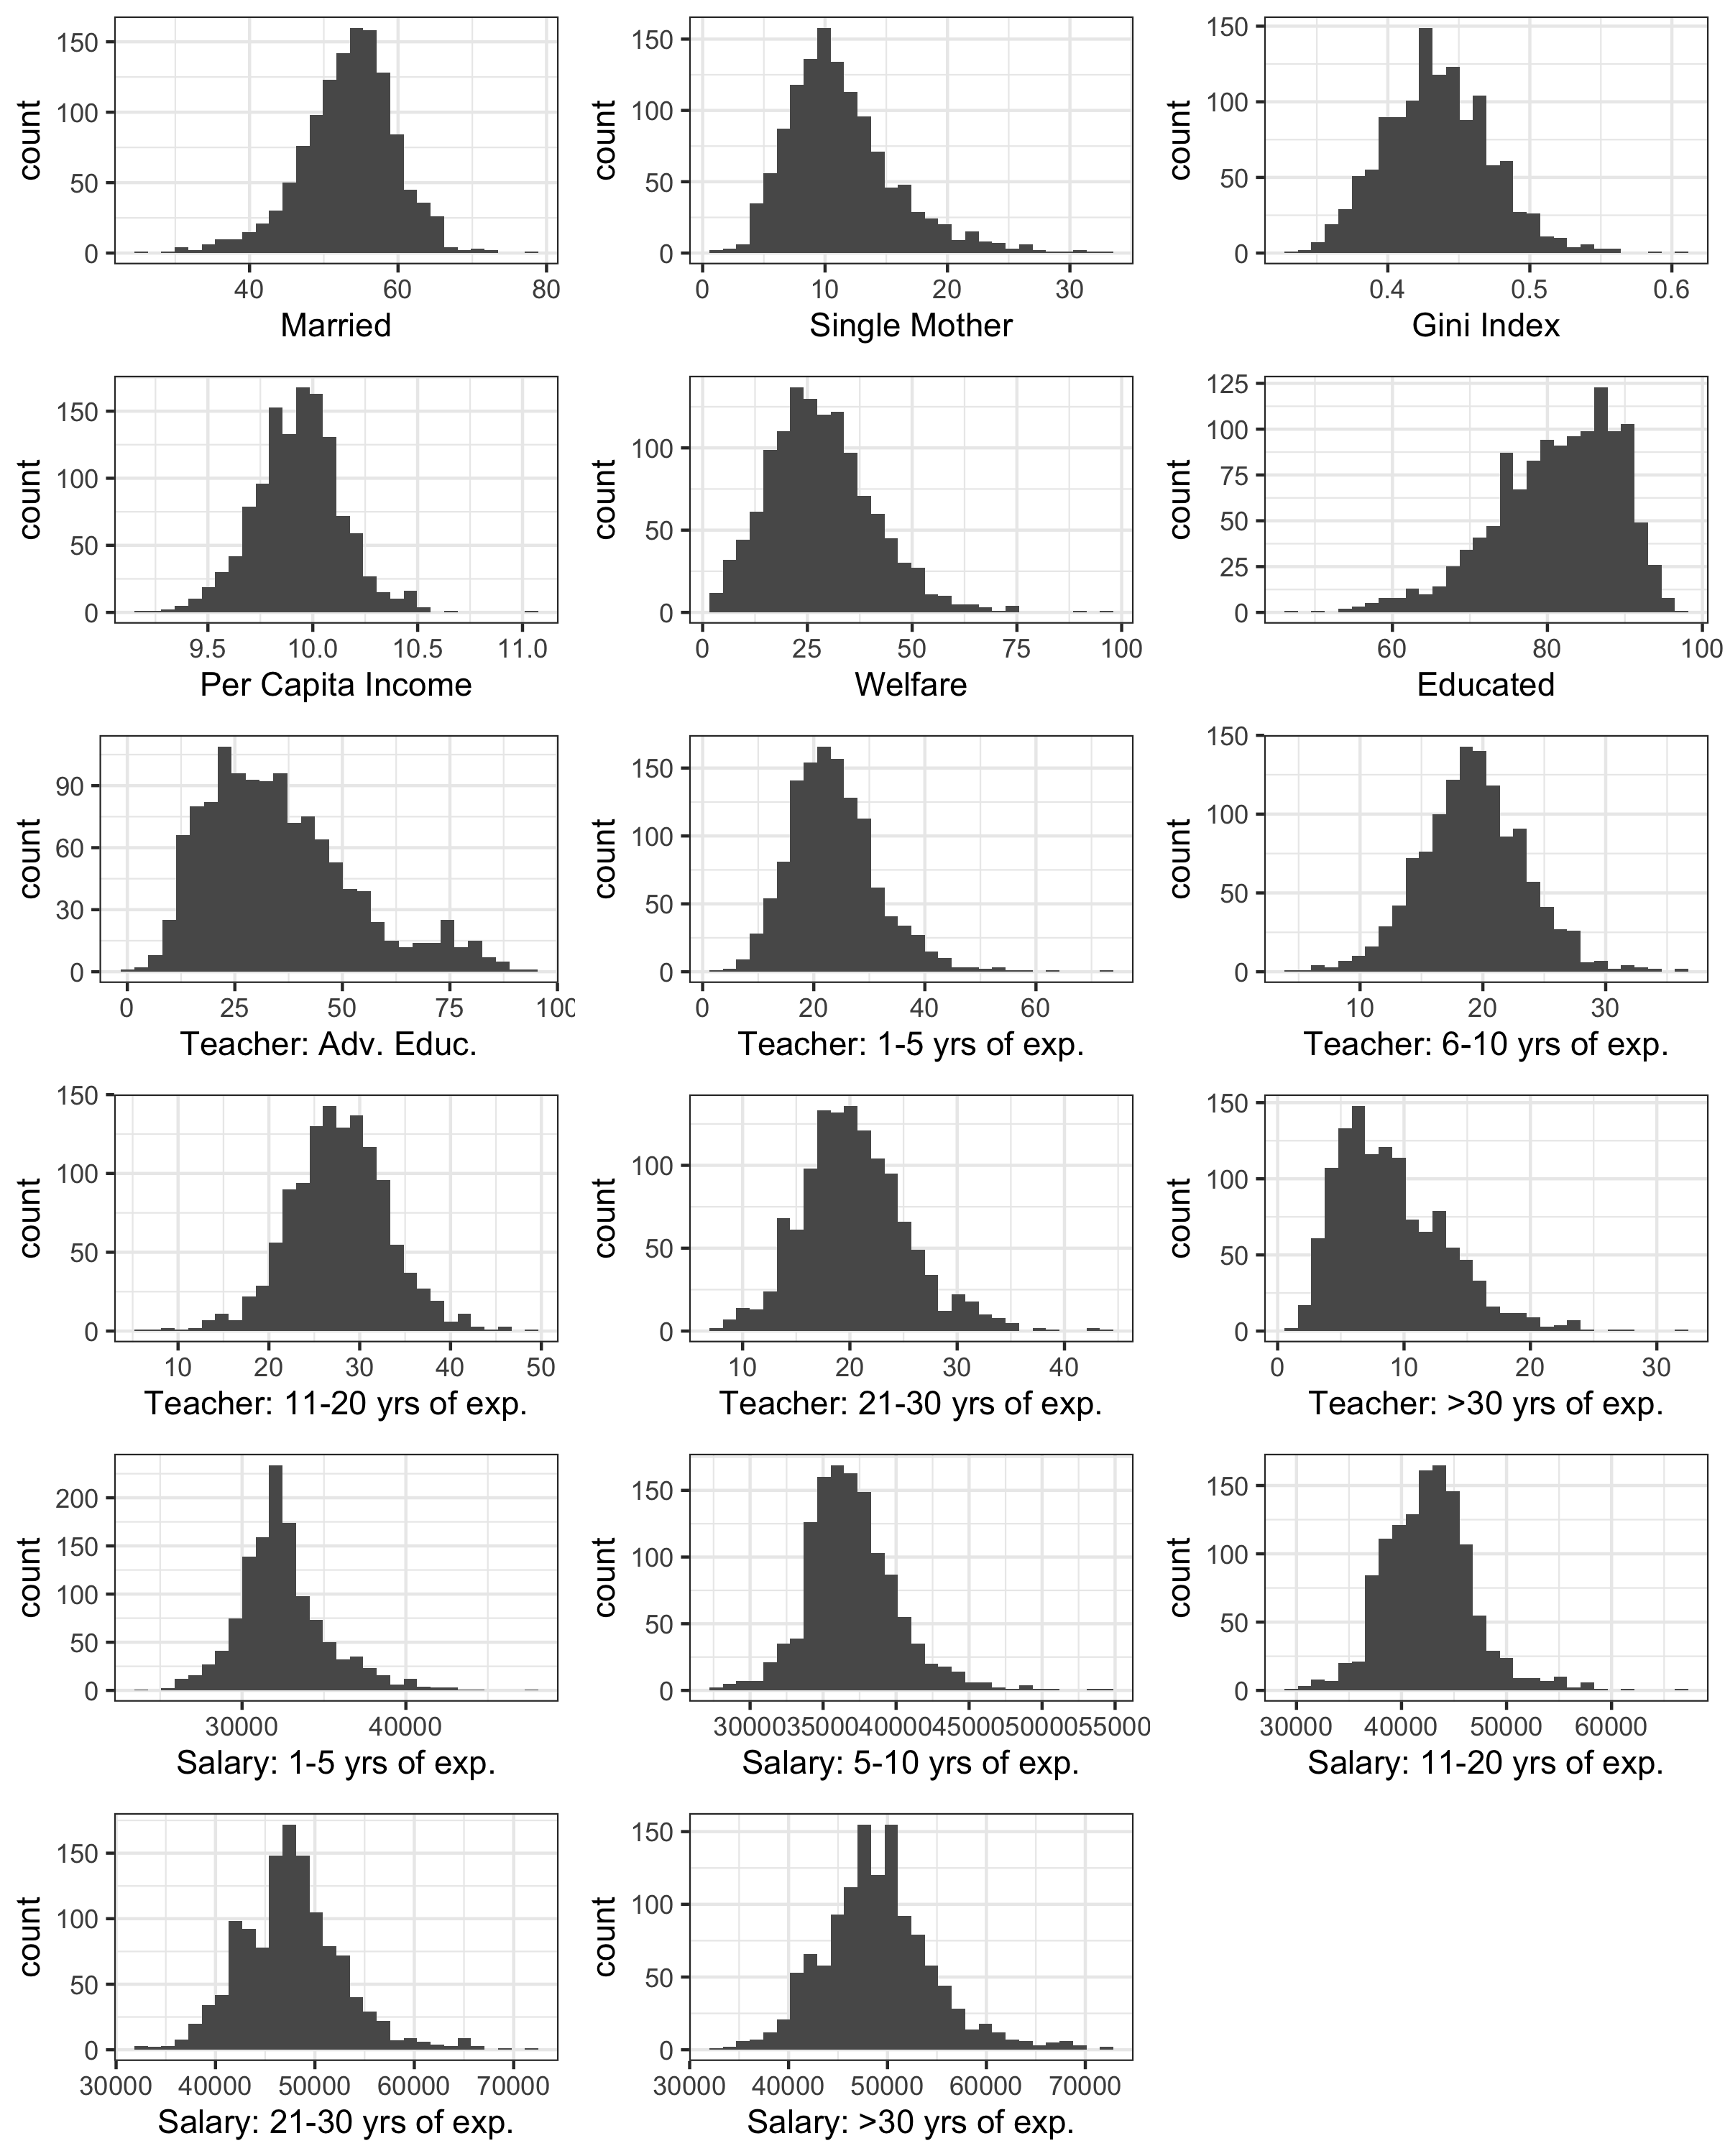 count
150
100
50
0
40 60 80
Married
count
150
100
50
0
0 10 20 30
Single Mother
count
150
100
50
0
0.4 0.5 0.6
Gini Index
count
150
100
50
0
9.5 10.0 10.5 11.0
Per Capita Income
count
100
50
0
0 25 50 75 100
Welfare
count
125
100
75
50
25
0
60 80 100
Educated
count
90
60
30
0
0 25 50 75 100
Teacher: Adv. Educ.
count
150
100
50
0
0 20 40 60
Teacher: 1-5 yrs of exp.
count
150
100
50
0
10 20 30
Teacher: 6-10 yrs of exp.
count
150
100
50
0
10 20 30 40 50
Teacher: 11-20 yrs of exp.
count
100
50
0
10 20 30 40
Teacher: 21-30 yrs of exp.
count
150
100
50
0
0 10 20 30
Teacher: >30 yrs of exp.
count
200
150
100
50
0
30000 40000
Salary: 1-5 yrs of exp.
count
150
100
50
0
30000 35000 40000 45000 50000 55000
Salary: 5-10 yrs of exp.
count
150
100
50
0
30000 40000 50000 60000
Salary: 11-20 yrs of exp.
count
150
100
50
0
30000 40000 50000 70000
Salary: 21-30 yrs of exp.
count
150
100
50
0
30000 40000 50000 60000 70000
Salary: >30 yrs of exp.